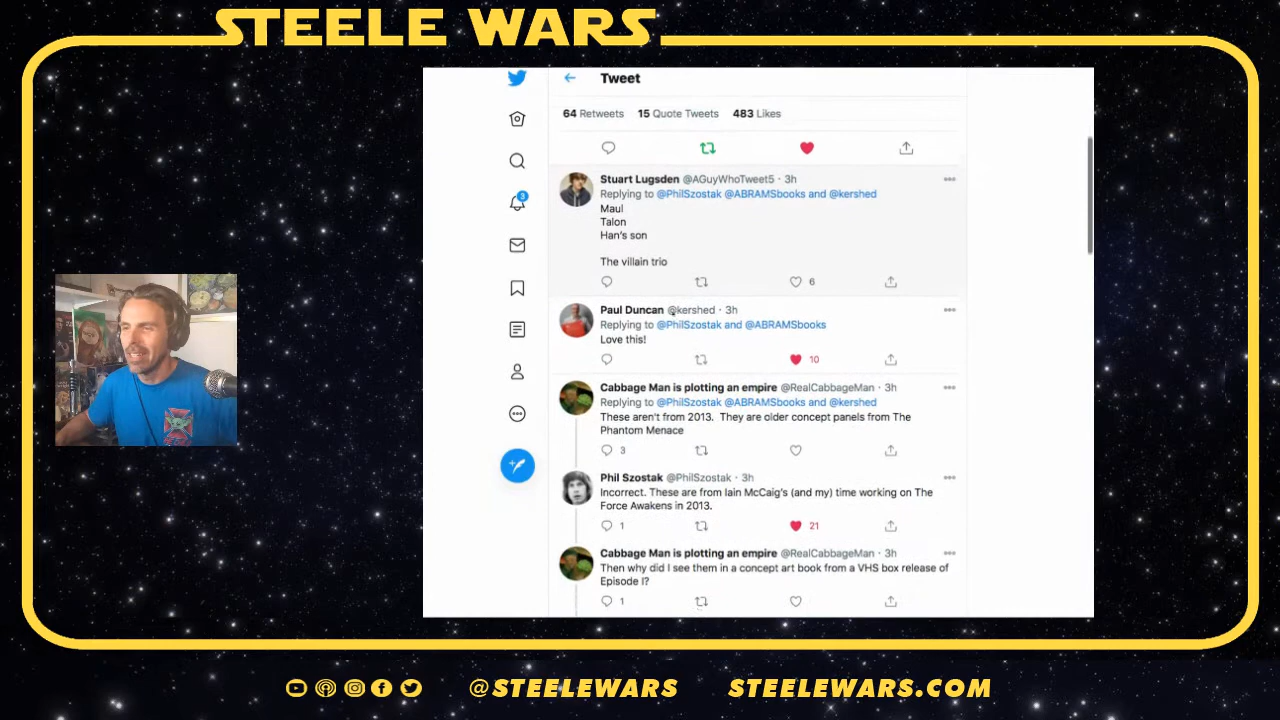 STEELE WARS
Tweet
64 Retweets 15 Quote Tweets 483 Likes
Stuart Lugsden @AGuyWhoTweet5 · 3h
Replying to @PhilSzostak @ABRAMSbooks and @kershed
Maul
Talon
Han's son
The villain trio
6
3
Paul Duncan @kershed · 3h
Replying to @PhilSzostak and @ABRAMSbooks
Love this!
10
Cabbage Man is plotting an empire @RealCabbageMan · 3h
Replying to @PhilSzostak @ABRAMSbooks and @kershed
These aren't from 2013. They are older concept panels from The
Phantom Menace
3
Phil Szostak @PhilSzostak · 3h
Incorrect. These are from Iain McCaig's (and my) time working on The
Force Awakens in 2013.
1 21
Cabbage Man is plotting an empire @RealCabbageMan · 3h
Then why did I see them in a concept art book from a VHS box release of
Episode I?
1
@STEELEWARS STEELEWARS.COM